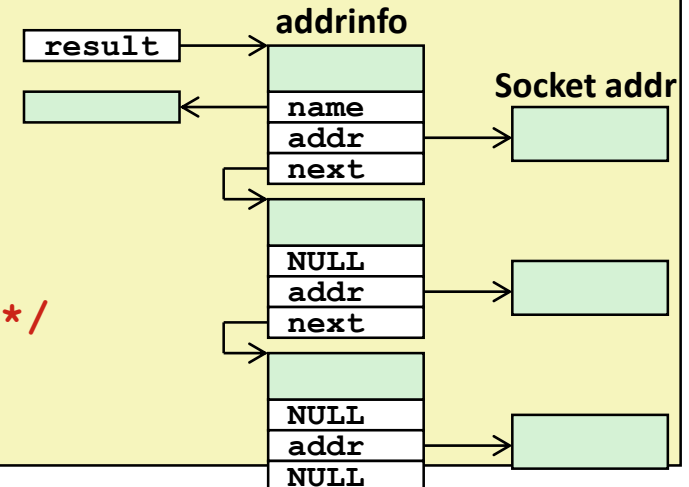 addrinfo
result
Socket addr
name
addr
next
NULL
addr
next
*/
NULL
addr
NULL